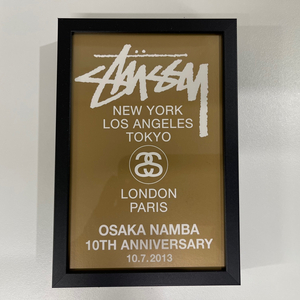 STÜSSY
NEW YORK
LOS ANGELES
TOKYO
LONDON
PARIS
OSAKA NAMBA
10TH ANNIVERSARY
10.7.2013